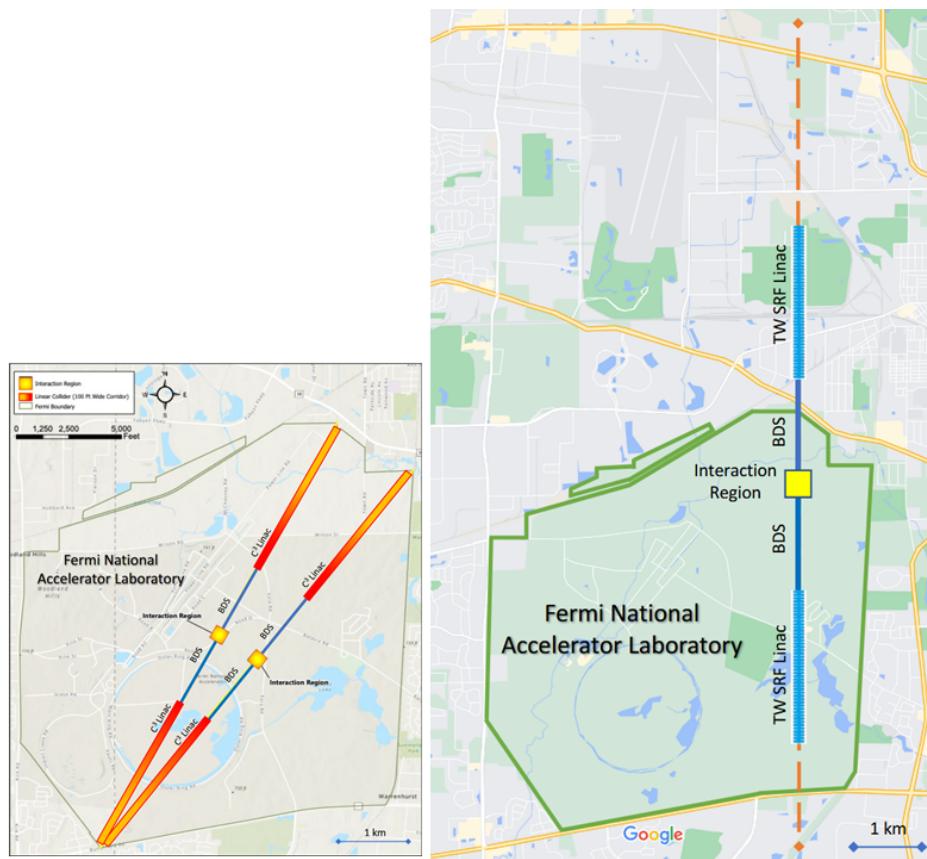 Interaction Region
Linear Collider (100 Ft Wide Corridor)
Fermi Boundary
N
W
E
S
0 1,250 2,500 5,000
Feet
C³ Linac
C³ Linac
Fermi National
Accelerator Laboratory
BDS
BDS
Interaction Region
BDS
BDS
Interaction Region
C³ Linac
C³ Linac
Warrenhurst
1 km
TW SRF Linac
BDS
Interaction
Region
BDS
Fermi National
Accelerator Laboratory
TW SRF Linac
Google
1 km